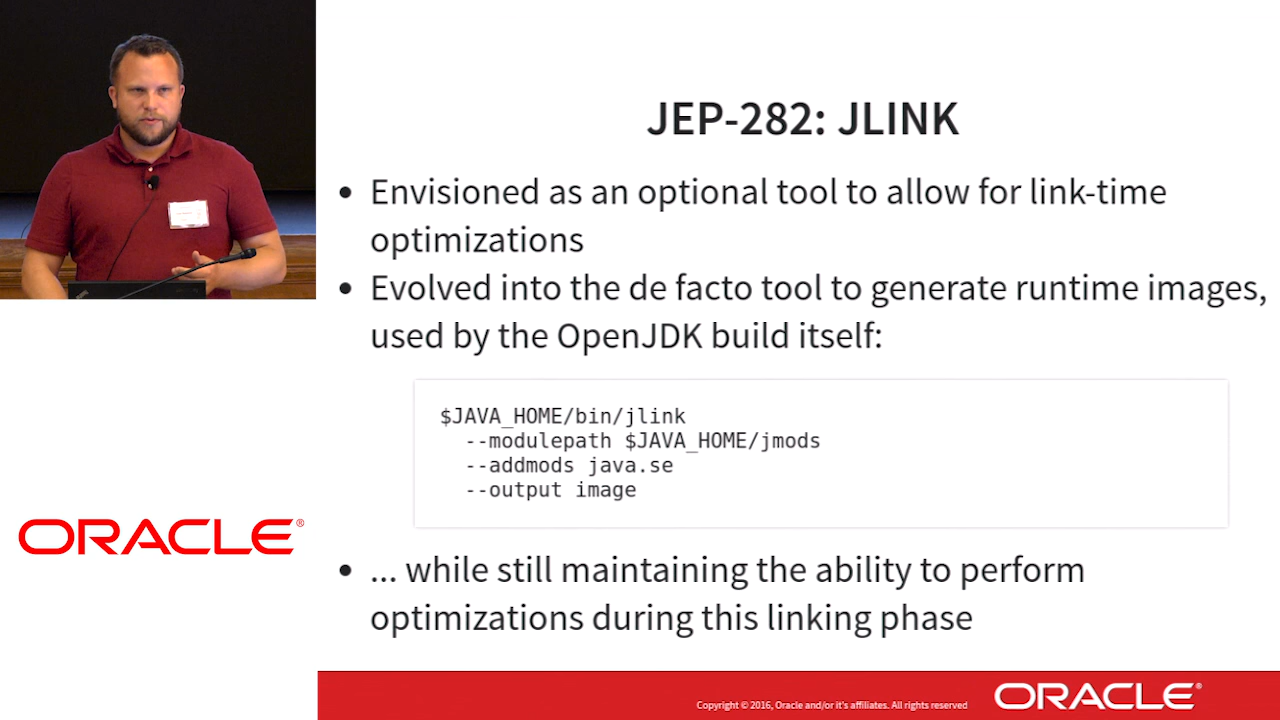 JEP-282: JLINK
• Envisioned as an optional tool to allow for link-time
optimizations
• Evolved into the de facto tool to generate runtime images,
used by the OpenJDK build itself:
$JAVA_HOME/bin/jlink
--modulepath $JAVA_HOME/jmods
--addmods java.se
--output image
• ... while still maintaining the ability to perform
optimizations during this linking phase
ORACLE®
Copyright © 2016, Oracle and/or it's affiliates. All rights reserved
ORACLE®